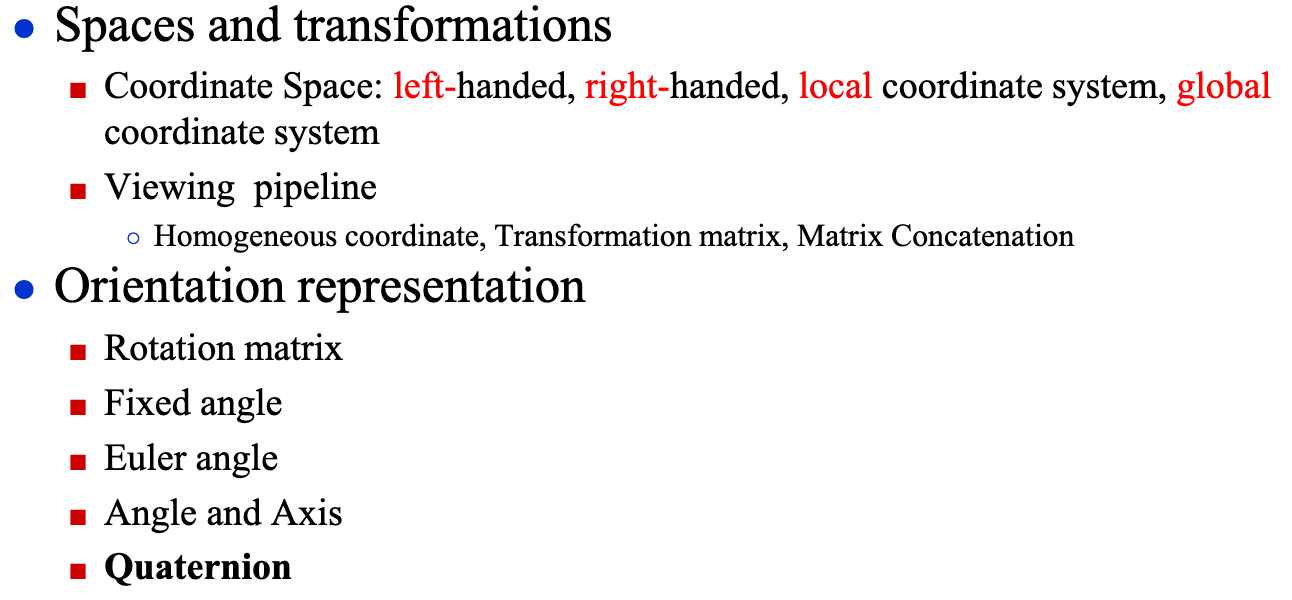 Spaces and transformations
Coordinate Space: left-handed, right-handed, local coordinate system, global
coordinate system
Viewing pipeline
Homogeneous coordinate, Transformation matrix, Matrix Concatenation
Orientation representation
Rotation matrix
Fixed angle
Euler angle
Angle and Axis
Quaternion